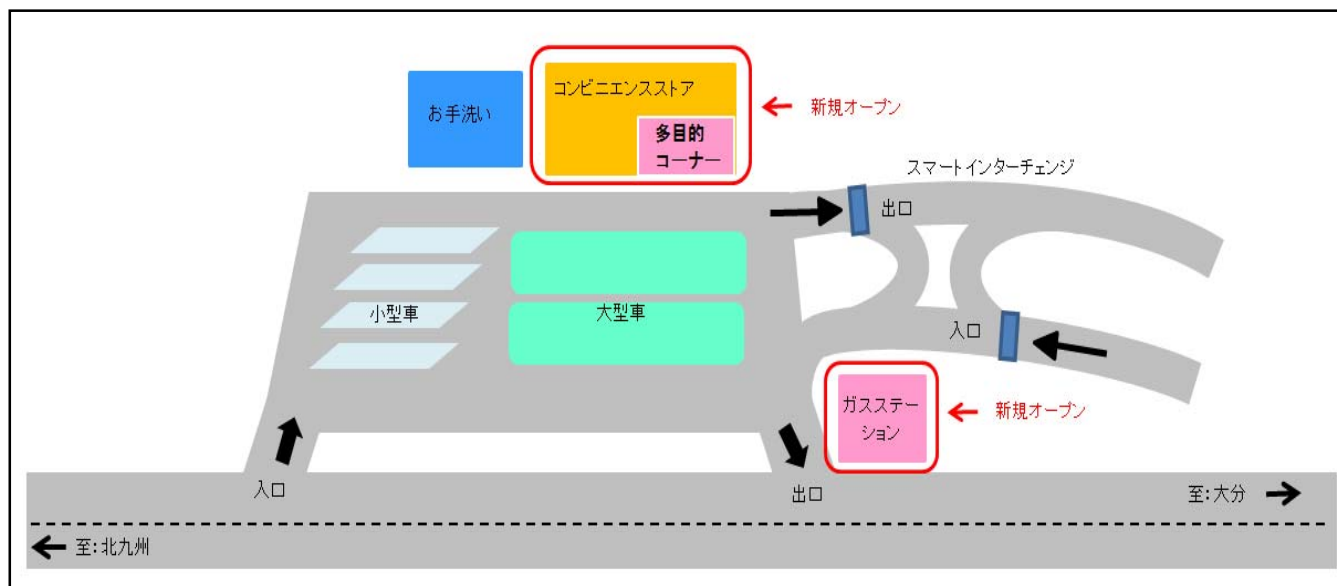 お手洗い
コンビニエンスストア
多目的
コーナー
新規オープン
スマートインターチェンジ
出口
小型車
大型車
入口
ガスステー
ション
新規オープン
入口
出口
至:大分
至:北九州